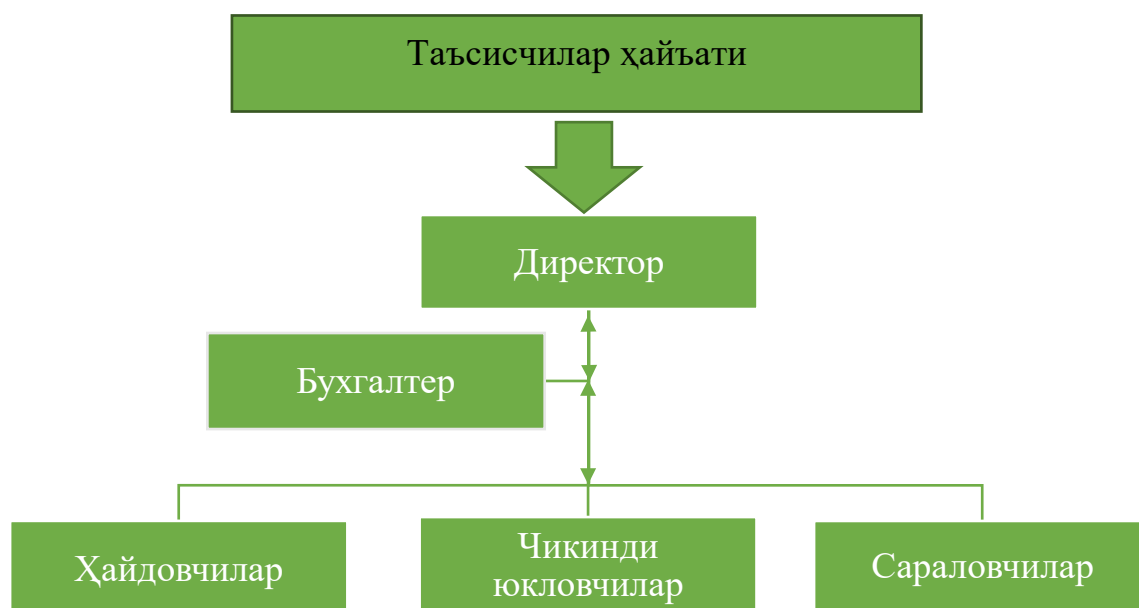 Таъсисчилар ҳайъати
Директор
Бухгалтер
Ҳайдовчилар
Чикинди
юкловчилар
Сараловчилар